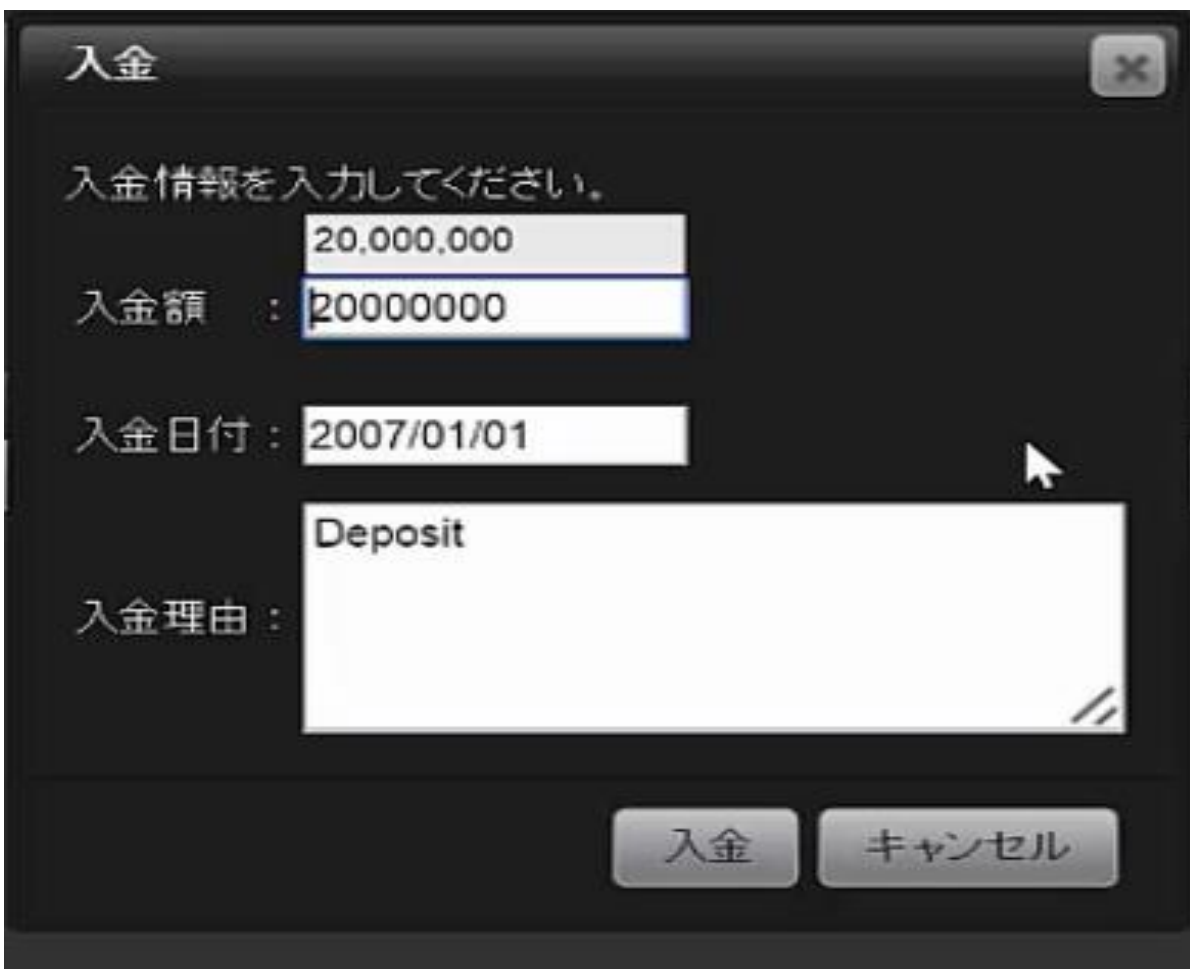 入金
入金情報を入力してください。
20,000,000
入金額 : 20000000
入金日付 : 2007/01/01
Deposit
入金理由 :
入金 キャンセル